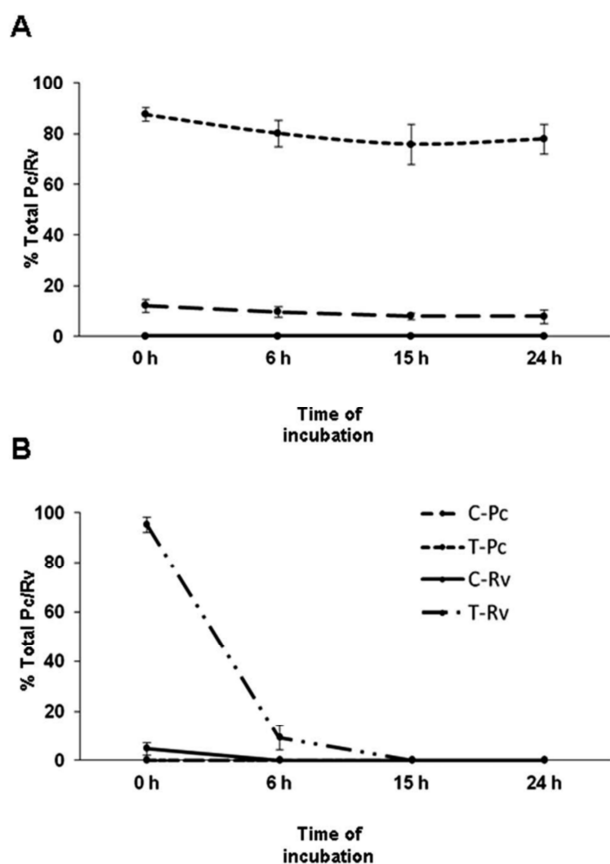 A
100
80
60
40
20
0
% Total Pc/Rv
0 h 6 h 15 h 24 h
Time of
incubation
B
100
80
60
40
20
0
% Total Pc/Rv
C-Pc
T-Pc
C-Rv
T-Rv
0 h 6 h 15 h 24 h
Time of
incubation